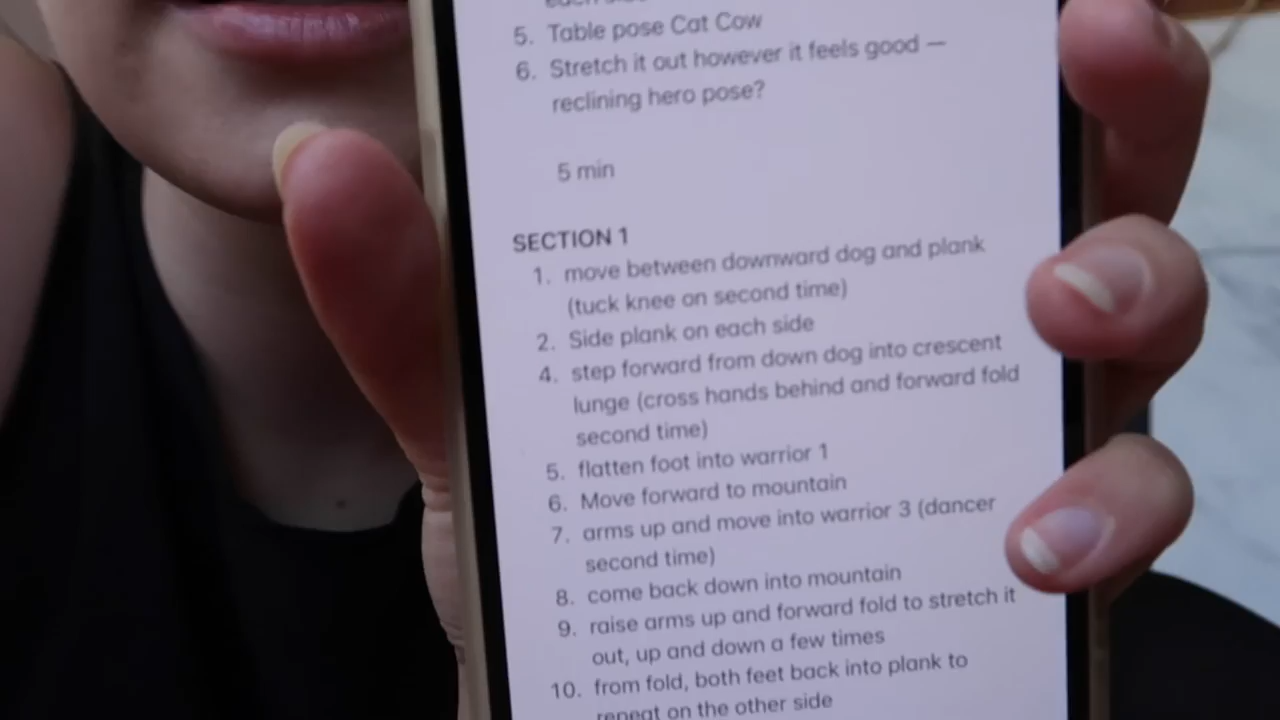 5. Table pose Cat Cow
6. Stretch it out however it feels good —
reclining hero pose?
5 min
SECTION 1
1. move between downward dog and plank
(tuck knee on second time)
2. Side plank on each side
4. step forward from down dog into crescent
lunge (cross hands behind and forward fold
second time)
5. flatten foot into warrior 1
6. Move forward to mountain
7. arms up and move into warrior 3 (dancer
second time)
8. come back down into mountain
9. raise arms up and forward fold to stretch it
out, up and down a few times
10. from fold, both feet back into plank to
repeat on the other side